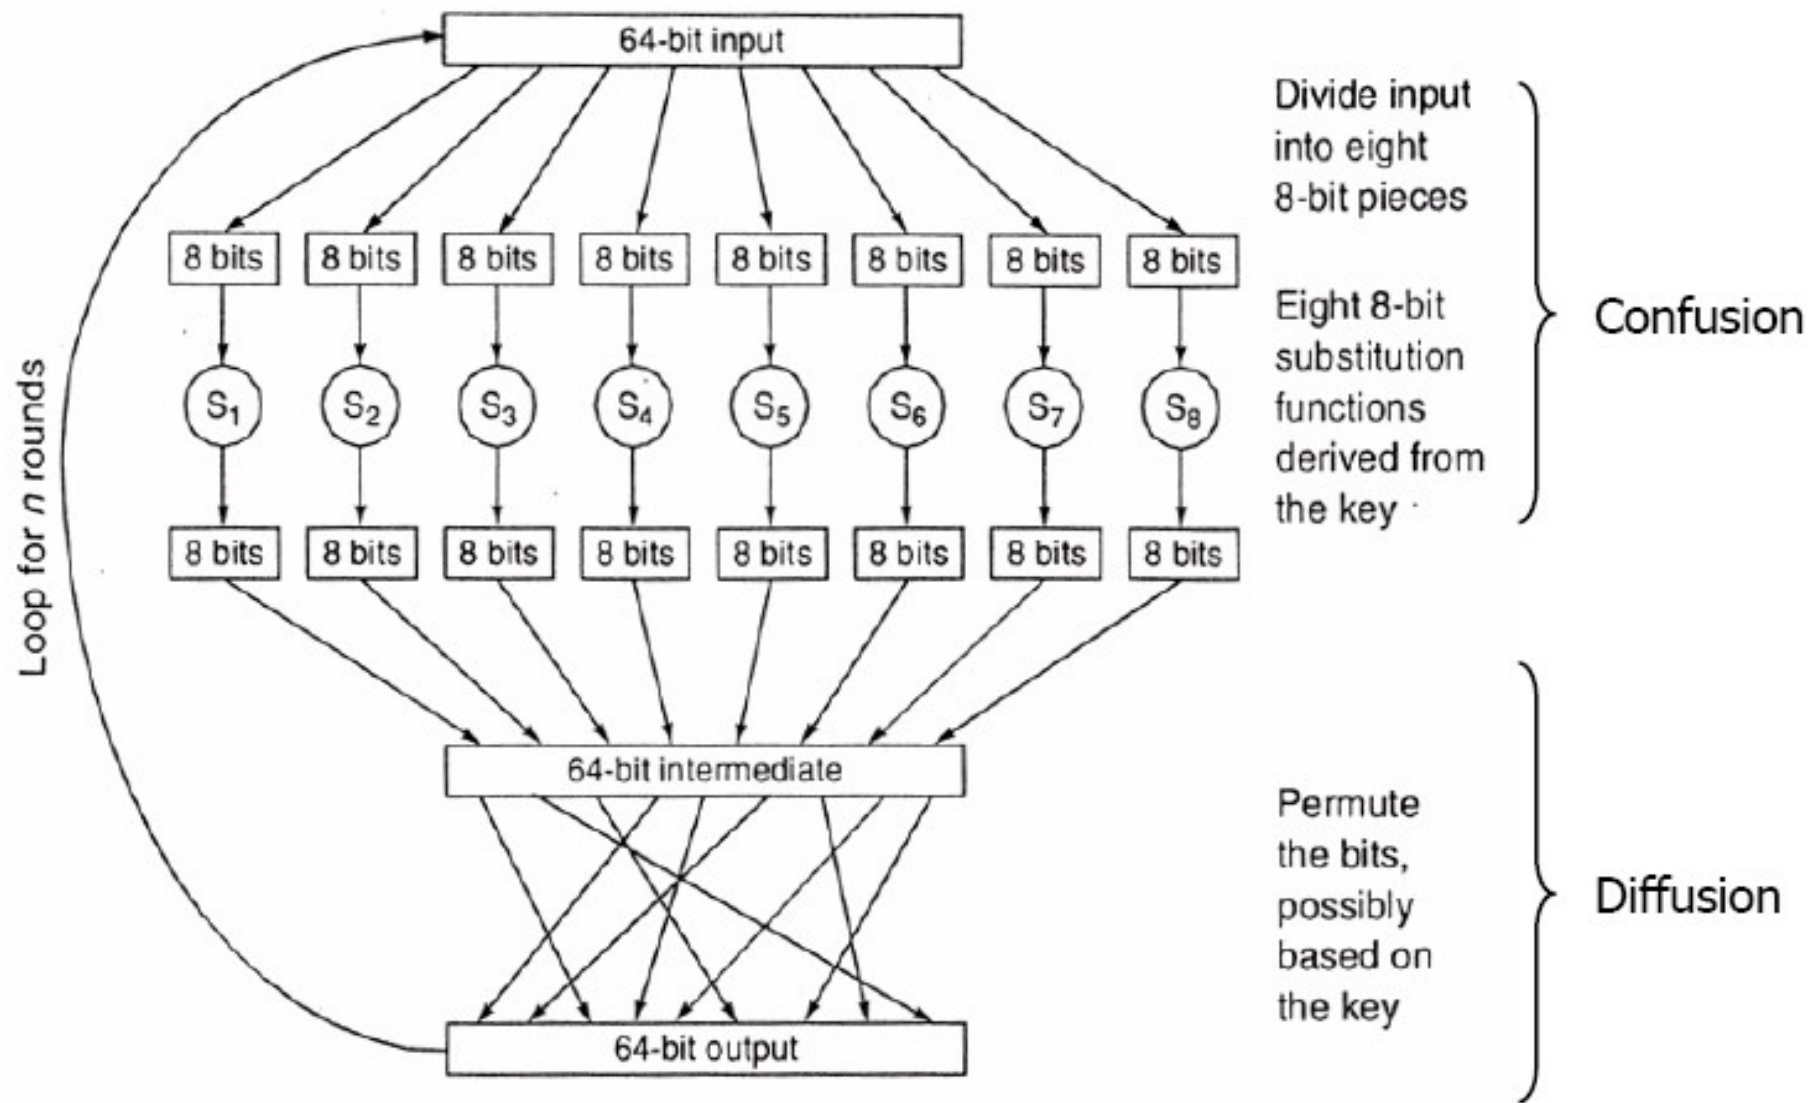 64-bit input
Divide input
into eight
8-bit pieces
8 bits 8 bits 8 bits 8 bits 8 bits 8 bits 8 bits 8 bits
Eight 8-bit
substitution
functions
derived from
the key
Confusion
S1 S2 S3 S4 S5 S6 S7 S8
Loop for n rounds
8 bits 8 bits 8 bits 8 bits 8 bits 8 bits 8 bits 8 bits
64-bit intermediate
Permute
the bits,
possibly
based on
the key
Diffusion
64-bit output